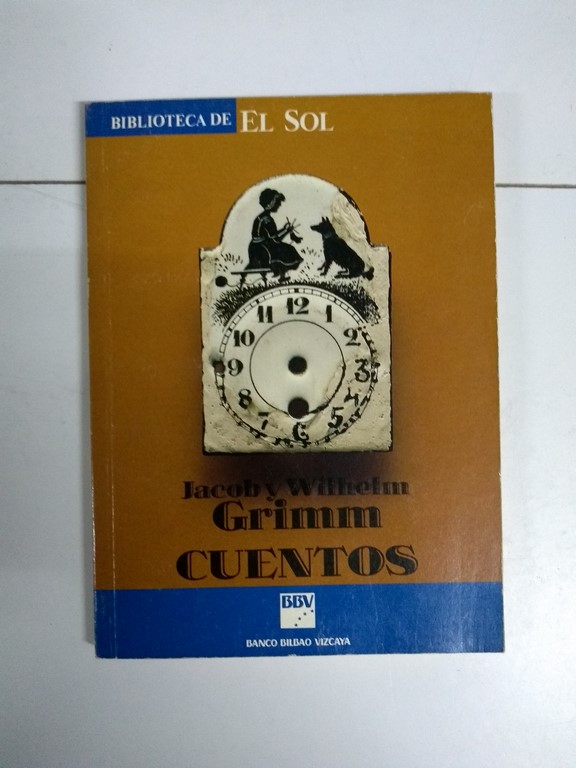 BIBLIOTECA DE EL SOL
12
11 1
10 2
9 3
8 4
7 5
6
Jacob y Wilhelm
Grimm
CUENTOS
BBV
BANCO BILBAO VIZCAYA